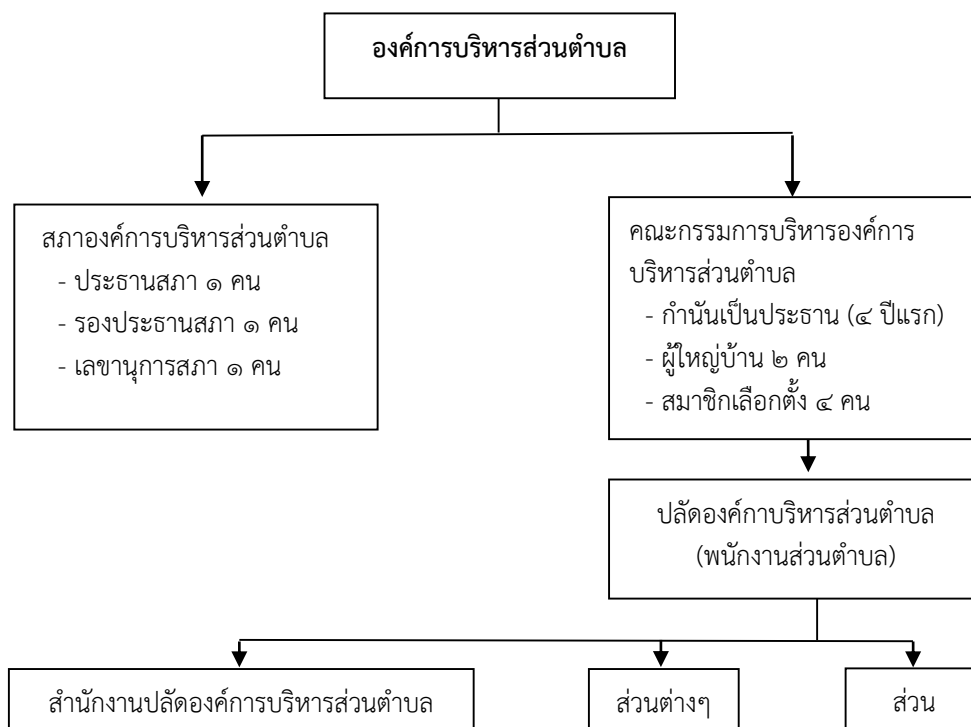 องค์การบริหารส่วนตำบล
สภาองค์การบริหารส่วนตำบล
- ประธานสภา ๑ คน
- รองประธานสภา ๑ คน
- เลขานุการสภา ๑ คน
คณะกรรมการบริหารองค์การ
บริหารส่วนตำบล
- กำนันเป็นประธาน (๔ ปีแรก)
- ผู้ใหญ่บ้าน ๒ คน
- สมาชิกเลือกตั้ง ๔ คน
ปลัดองค์กาบริหารส่วนตำบล
(พนักงานส่วนตำบล)
สำนักงานปลัดองค์การบริหารส่วนตำบล
ส่วนต่างๆ
ส่วน